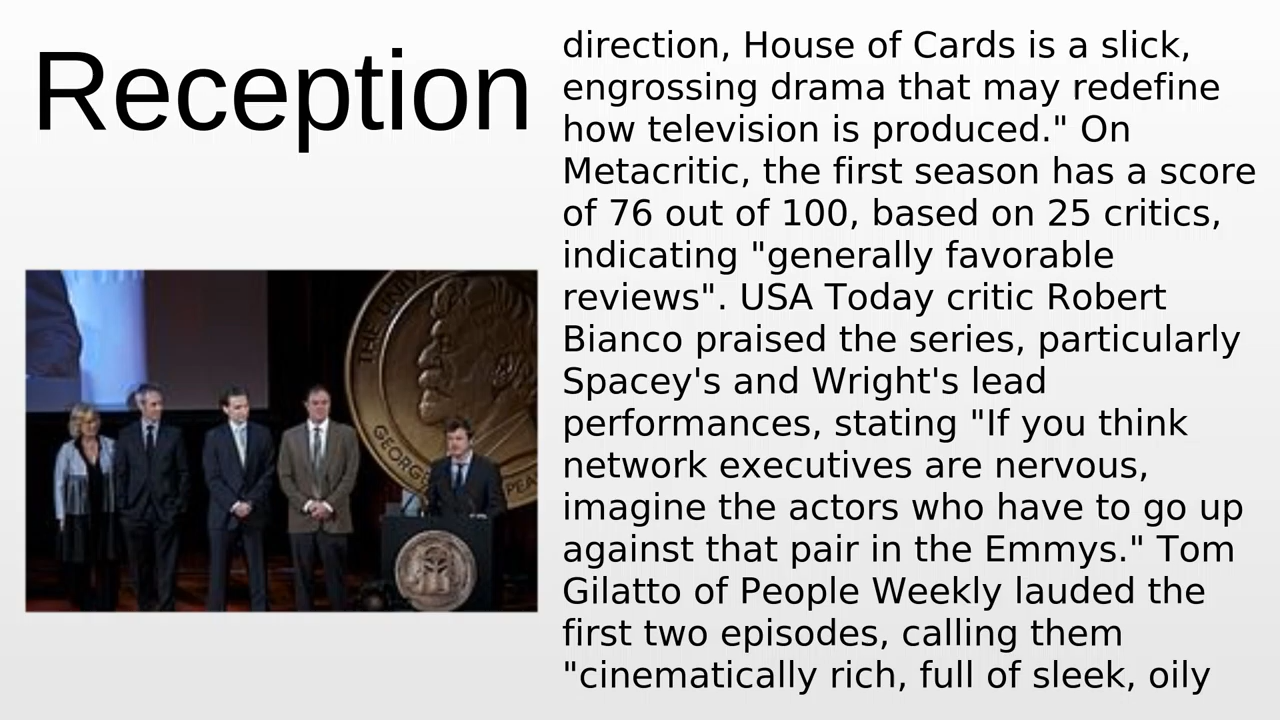 Reception
direction, House of Cards is a slick,
engrossing drama that may redefine
how television is produced." On
Metacritic, the first season has a score
of 76 out of 100, based on 25 critics,
indicating "generally favorable
reviews". USA Today critic Robert
Bianco praised the series, particularly
Spacey's and Wright's lead
performances, stating "If you think
network executives are nervous,
imagine the actors who have to go up
against that pair in the Emmys." Tom
Gilatto of People Weekly lauded the
first two episodes, calling them
"cinematically rich, full of sleek, oily
THE UNIV
GEORG
PEA